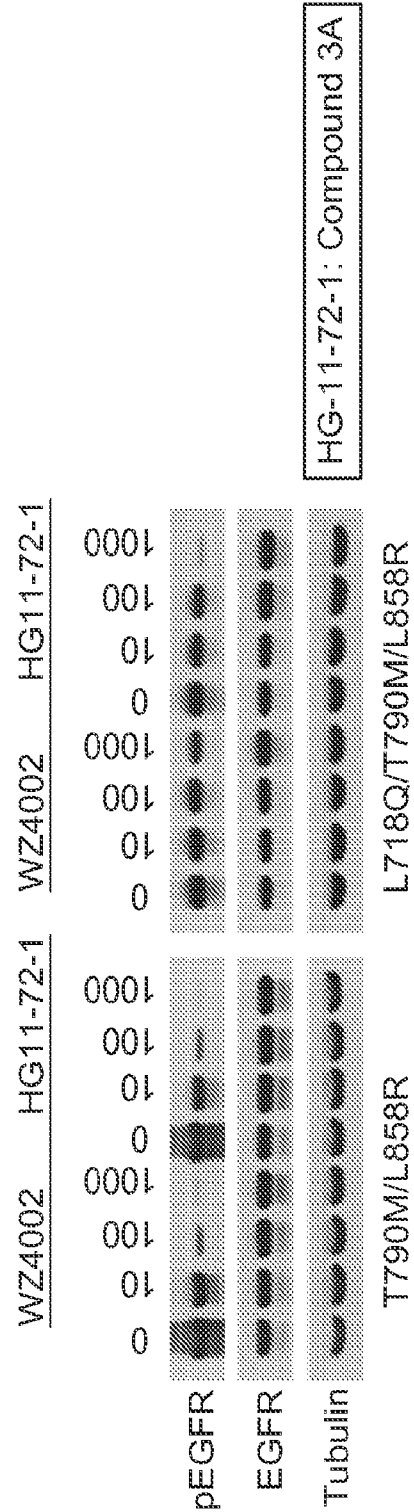 WZ4002 HG11-72-1 WZ4002 HG11-72-1
0 10 100 1000 0 10 100 1000 0 10 100 1000 0 10 100 1000
pEGFR
EGFR
Tubulin
T790M/L858R L718Q/T790M/L858R
HG-11-72-1: Compound 3A